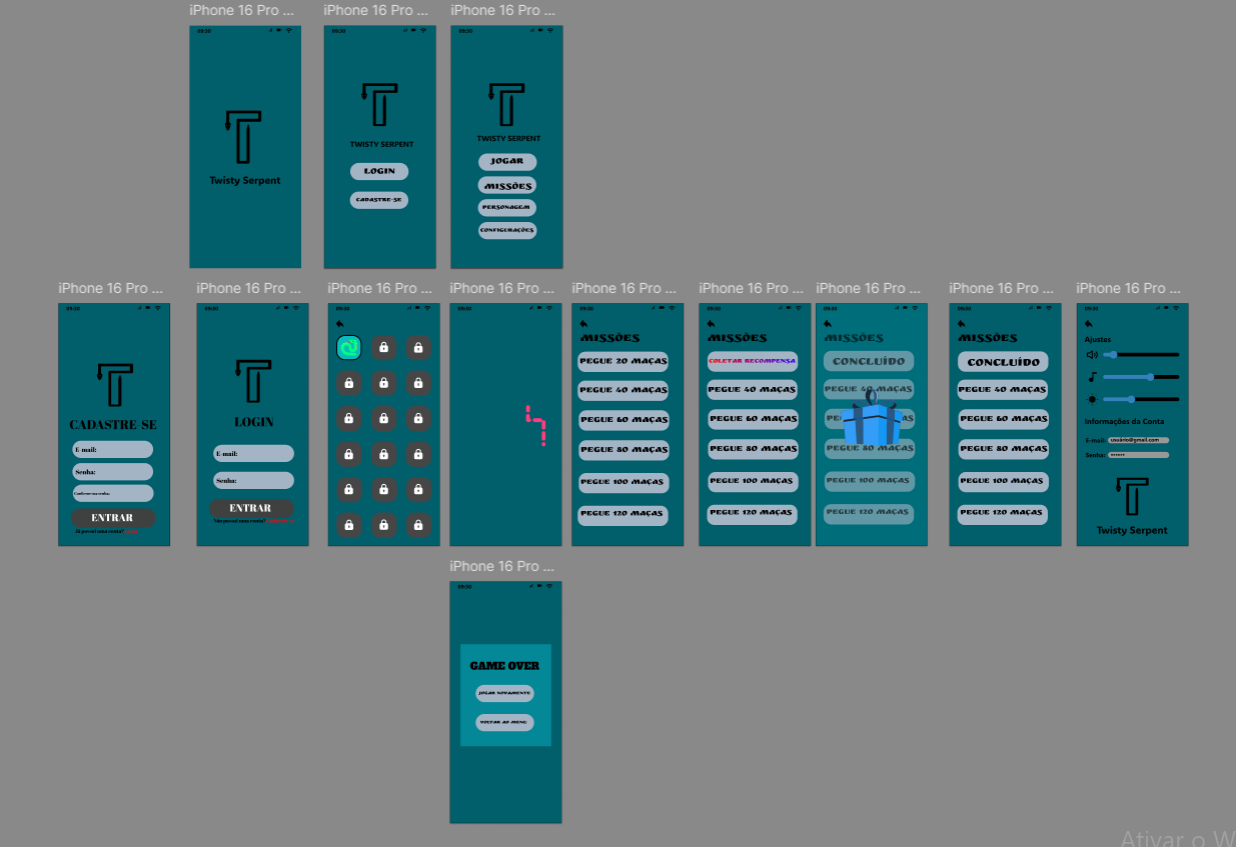 iPhone 16 Pro ...
iPhone 16 Pro ...
iPhone 16 Pro ...
09:30
Twisty Serpent
09:30
TWISTY SERPENT
LOGIN
CADASTRE-SE
09:30
TWISTY SERPENT
JOGAR
MISSÕES
PERSONAGEM
CONFIGURAÇÕES
iPhone 16 Pro ...
iPhone 16 Pro ...
iPhone 16 Pro ...
iPhone 16 Pro ...
iPhone 16 Pro ...
iPhone 16 Pro ...
iPhone 16 Pro ...
iPhone 16 Pro ...
iPhone 16 Pro ...
09:30
CADASTRE-SE
E-mail:
Senha:
ENTRAR
Já possui uma conta?
09:30
LOGIN
E-mail:
Senha:
ENTRAR
Não possui uma conta?
09:30
09:30
09:30
MISSÕES
PEGUE 20 MAÇAS
PEGUE 40 MAÇAS
PEGUE 60 MAÇAS
PEGUE 80 MAÇAS
PEGUE 100 MAÇAS
PEGUE 120 MAÇAS
09:30
MISSÕES
COLETAR RECOMPENSA
PEGUE 40 MAÇAS
PEGUE 60 MAÇAS
PEGUE 80 MAÇAS
PEGUE 100 MAÇAS
PEGUE 120 MAÇAS
09:30
MISSÕES
CONCLUÍDO
PEGUE 40 MAÇAS
PEGUE 80 MAÇAS
PEGUE 100 MAÇAS
PEGUE 120 MAÇAS
09:30
MISSÕES
CONCLUÍDO
PEGUE 40 MAÇAS
PEGUE 60 MAÇAS
PEGUE 80 MAÇAS
PEGUE 100 MAÇAS
PEGUE 120 MAÇAS
09:30
Ajustes
Informações da Conta
E-mail: usuário@gmail.com
Senha: ******
Twisty Serpent
iPhone 16 Pro ...
09:30
GAME OVER
JOGAR NOVAMENTE
VOLTAR AO MENU
Ativar o W